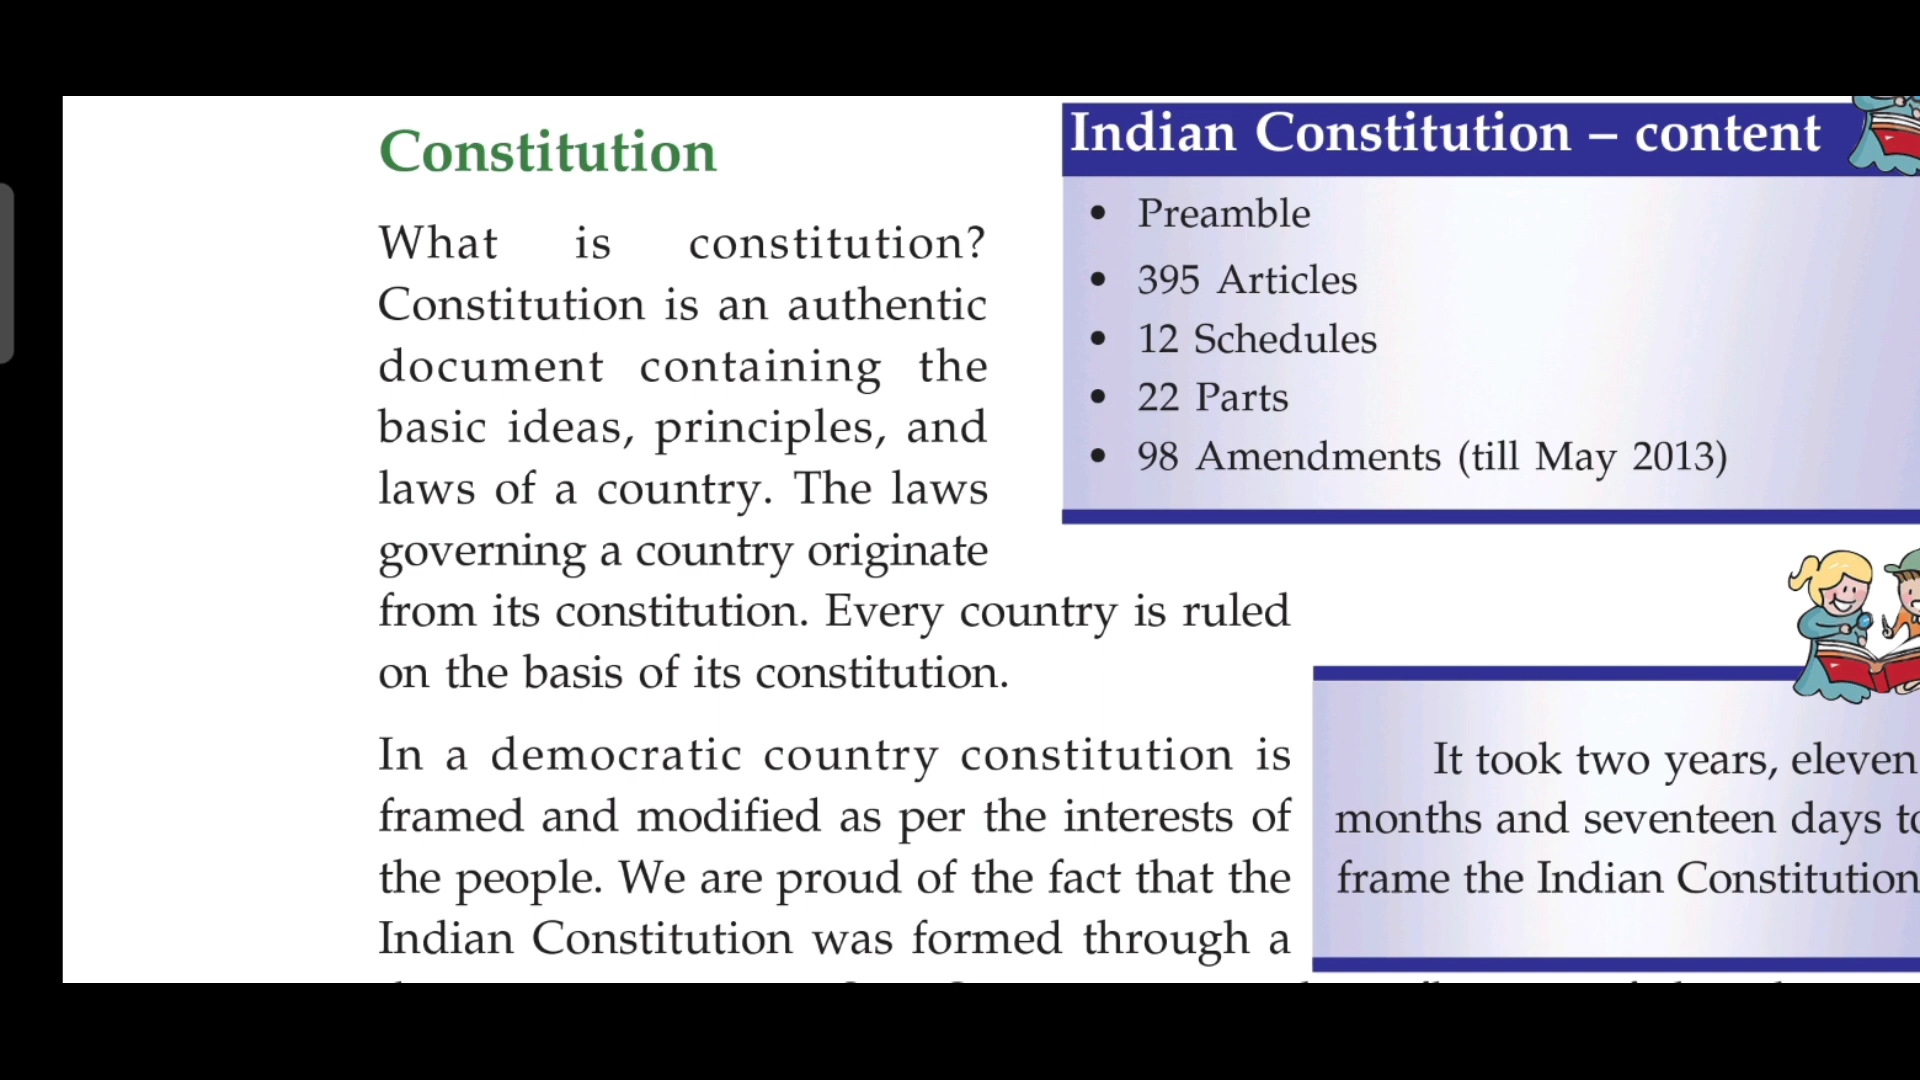 Constitution
What is constitution?
Constitution is an authentic
document containing the
basic ideas, principles, and
laws of a country. The laws
governing a country originate
from its constitution. Every country is ruled
on the basis of its constitution.
In a democratic country constitution is
framed and modified as per the interests of
the people. We are proud of the fact that the
Indian Constitution was formed through a
Indian Constitution – content
• Preamble
• 395 Articles
• 12 Schedules
• 22 Parts
• 98 Amendments (till May 2013)
It took two years, eleven
months and seventeen days to
frame the Indian Constitution